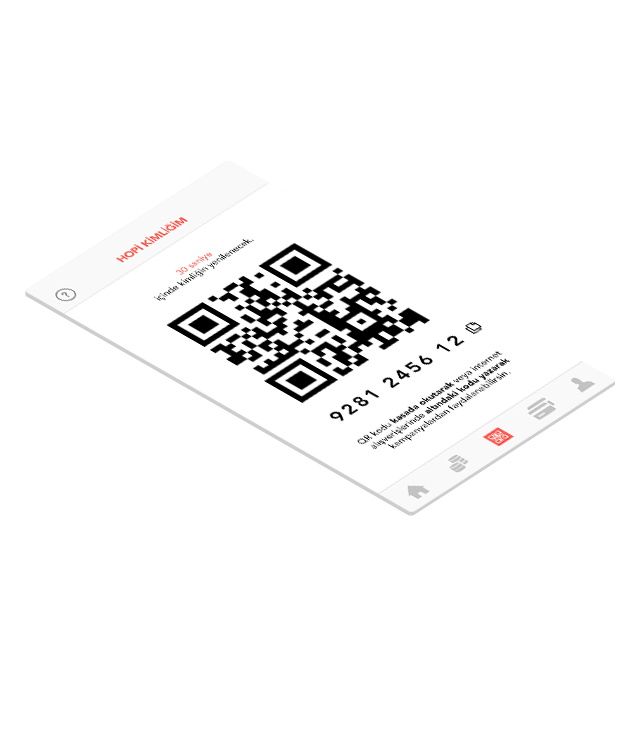 ?
HOPİ KİMLİĞİM
30 saniye
içinde kimliğin yenilenecek.
9281 2456 12
QR kodu kasada okutarak veya internet
alışverişlerinde altındaki kodu yazarak
kampanyalardan faydalanabilirsin.